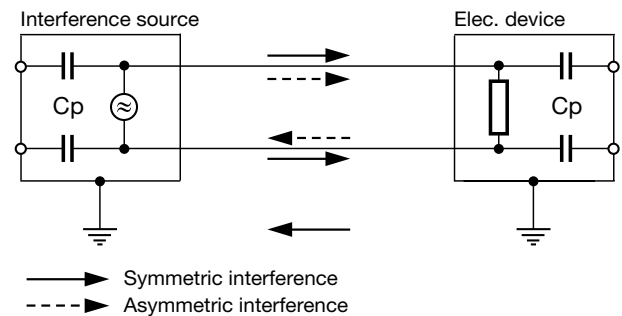 Interference source
Elec. device
Cp
Cp
Symmetric interference
Asymmetric interference